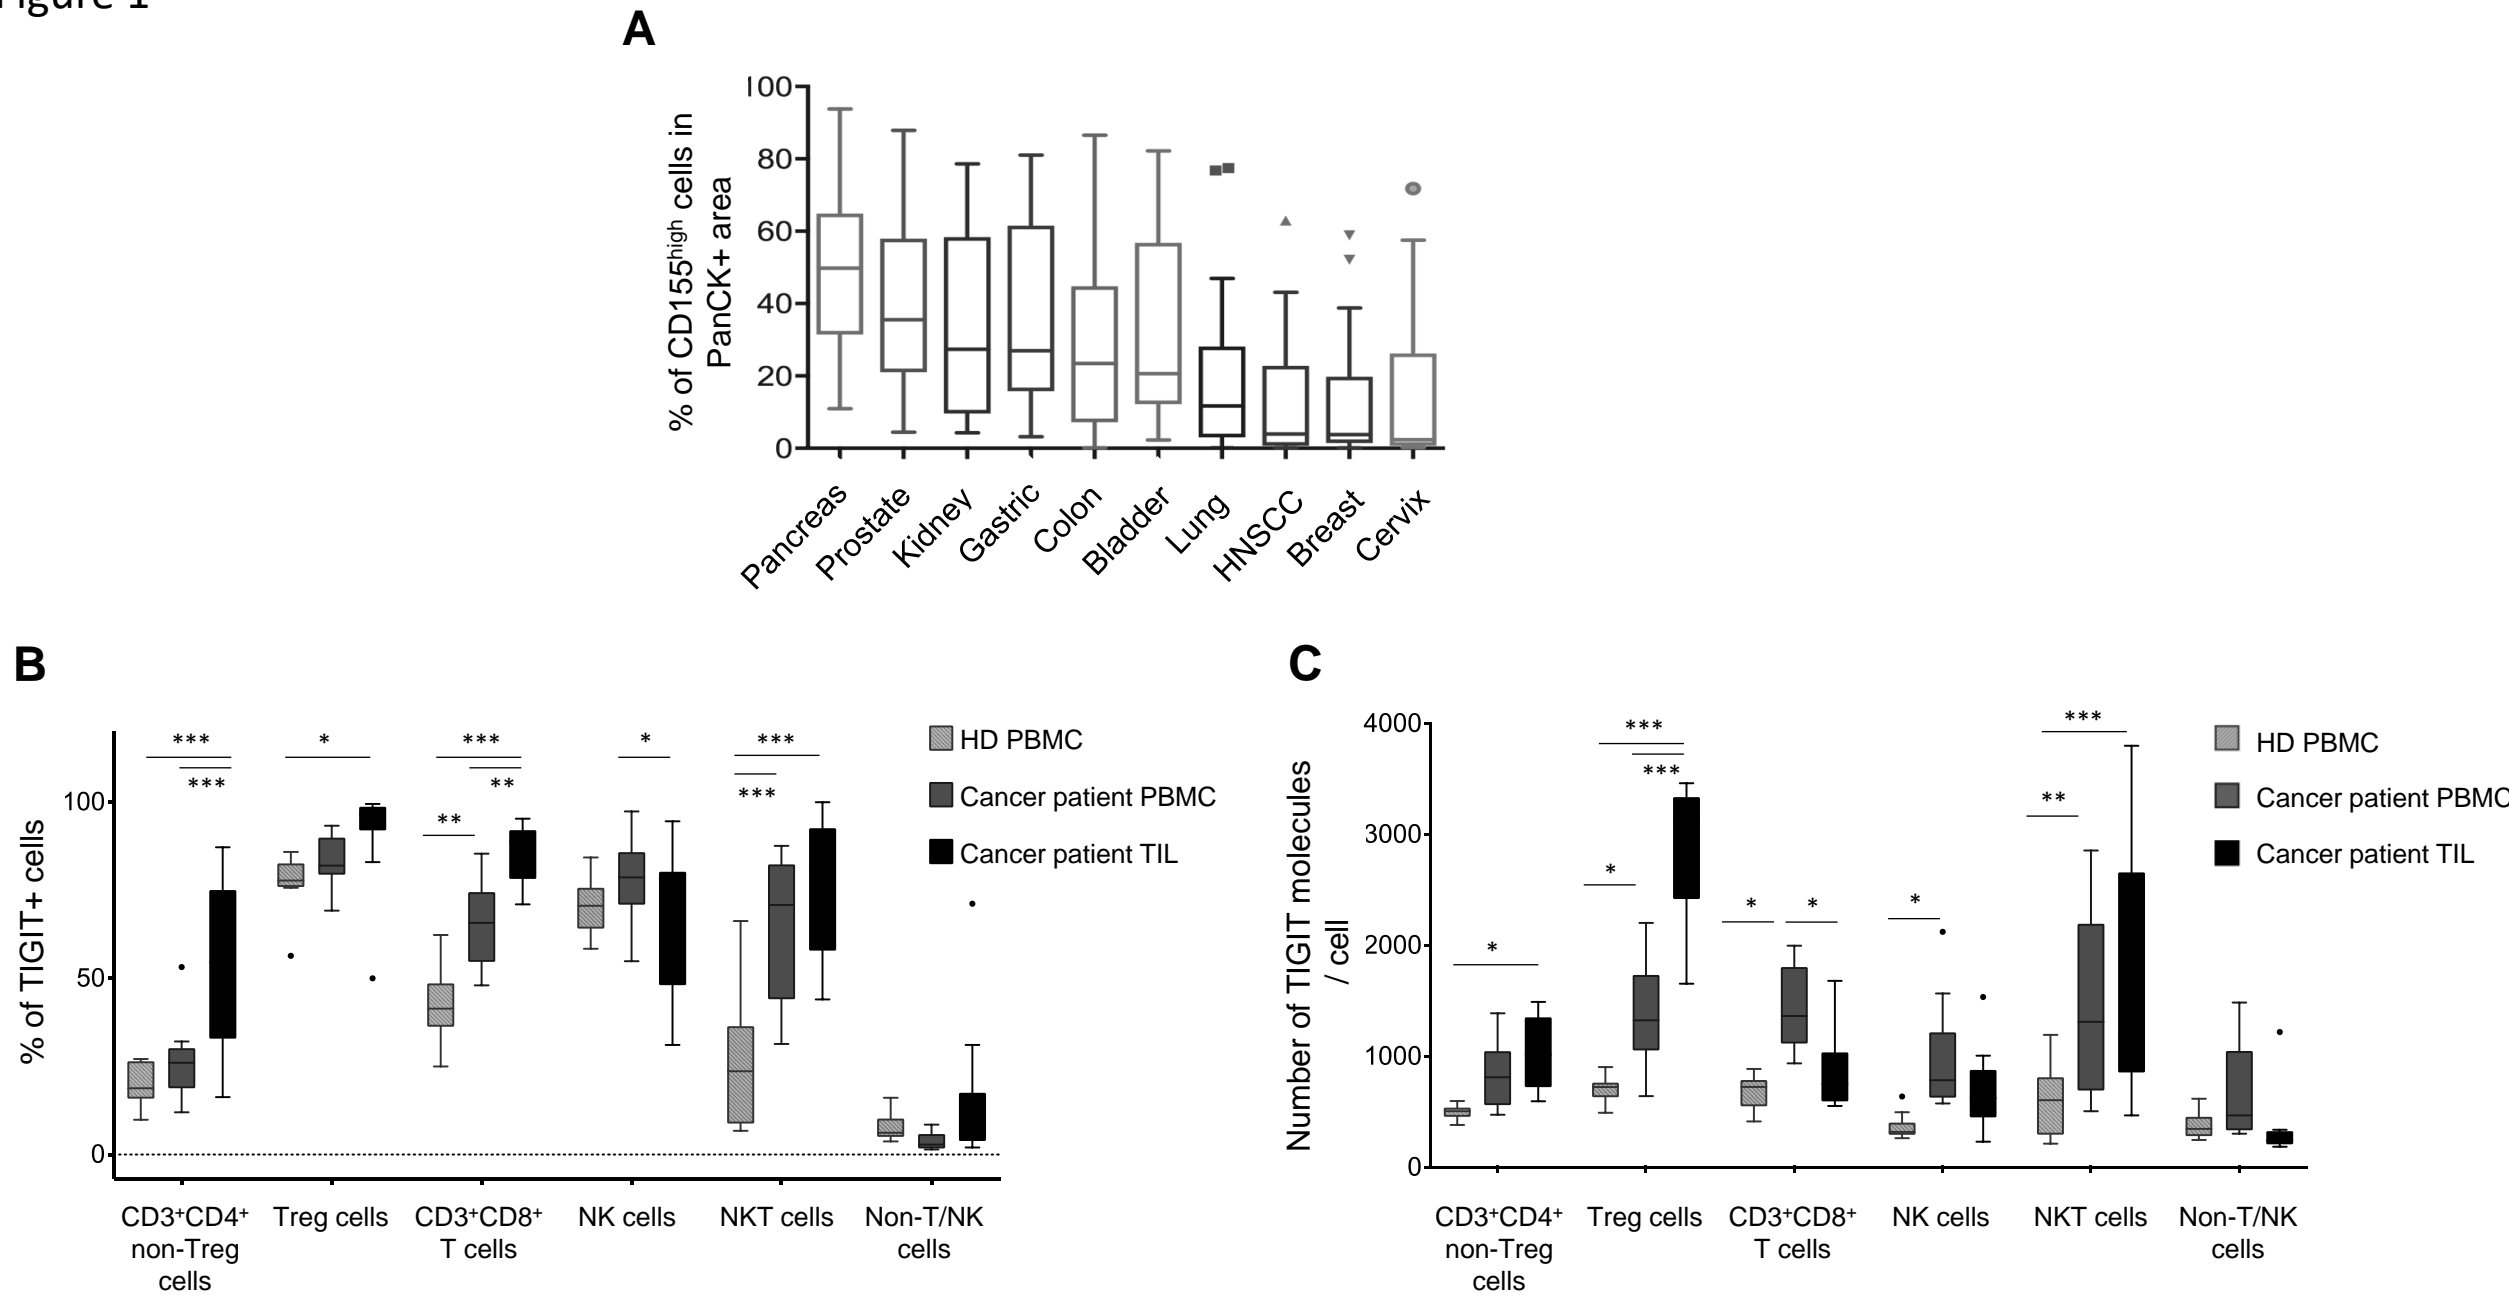 Figure 1
A
% of CD155high cells in
PanCK+ area
100
80
60
40
20
0
Pancreas
Prostate
Kidney
Gastric
Colon
Bladder
Lung
HNSCC
Breast
Cervix
B
% of TIGIT+ cells
100
50
0
***
***
*
***
**
**
*
***
***
HD PBMC
Cancer patient PBMC
Cancer patient TIL
CD3+CD4+
non-Treg
cells
Treg cells
CD3+CD8+
T cells
NK cells
NKT cells
Non-T/NK
cells
C
Number of TIGIT molecules
/ cell
4000
3000
2000
1000
0
*
***
***
*
*
*
*
***
**
HD PBMC
Cancer patient PBMC
Cancer patient TIL
CD3+CD4+
non-Treg
cells
Treg cells
CD3+CD8+
T cells
NK cells
NKT cells
Non-T/NK
cells